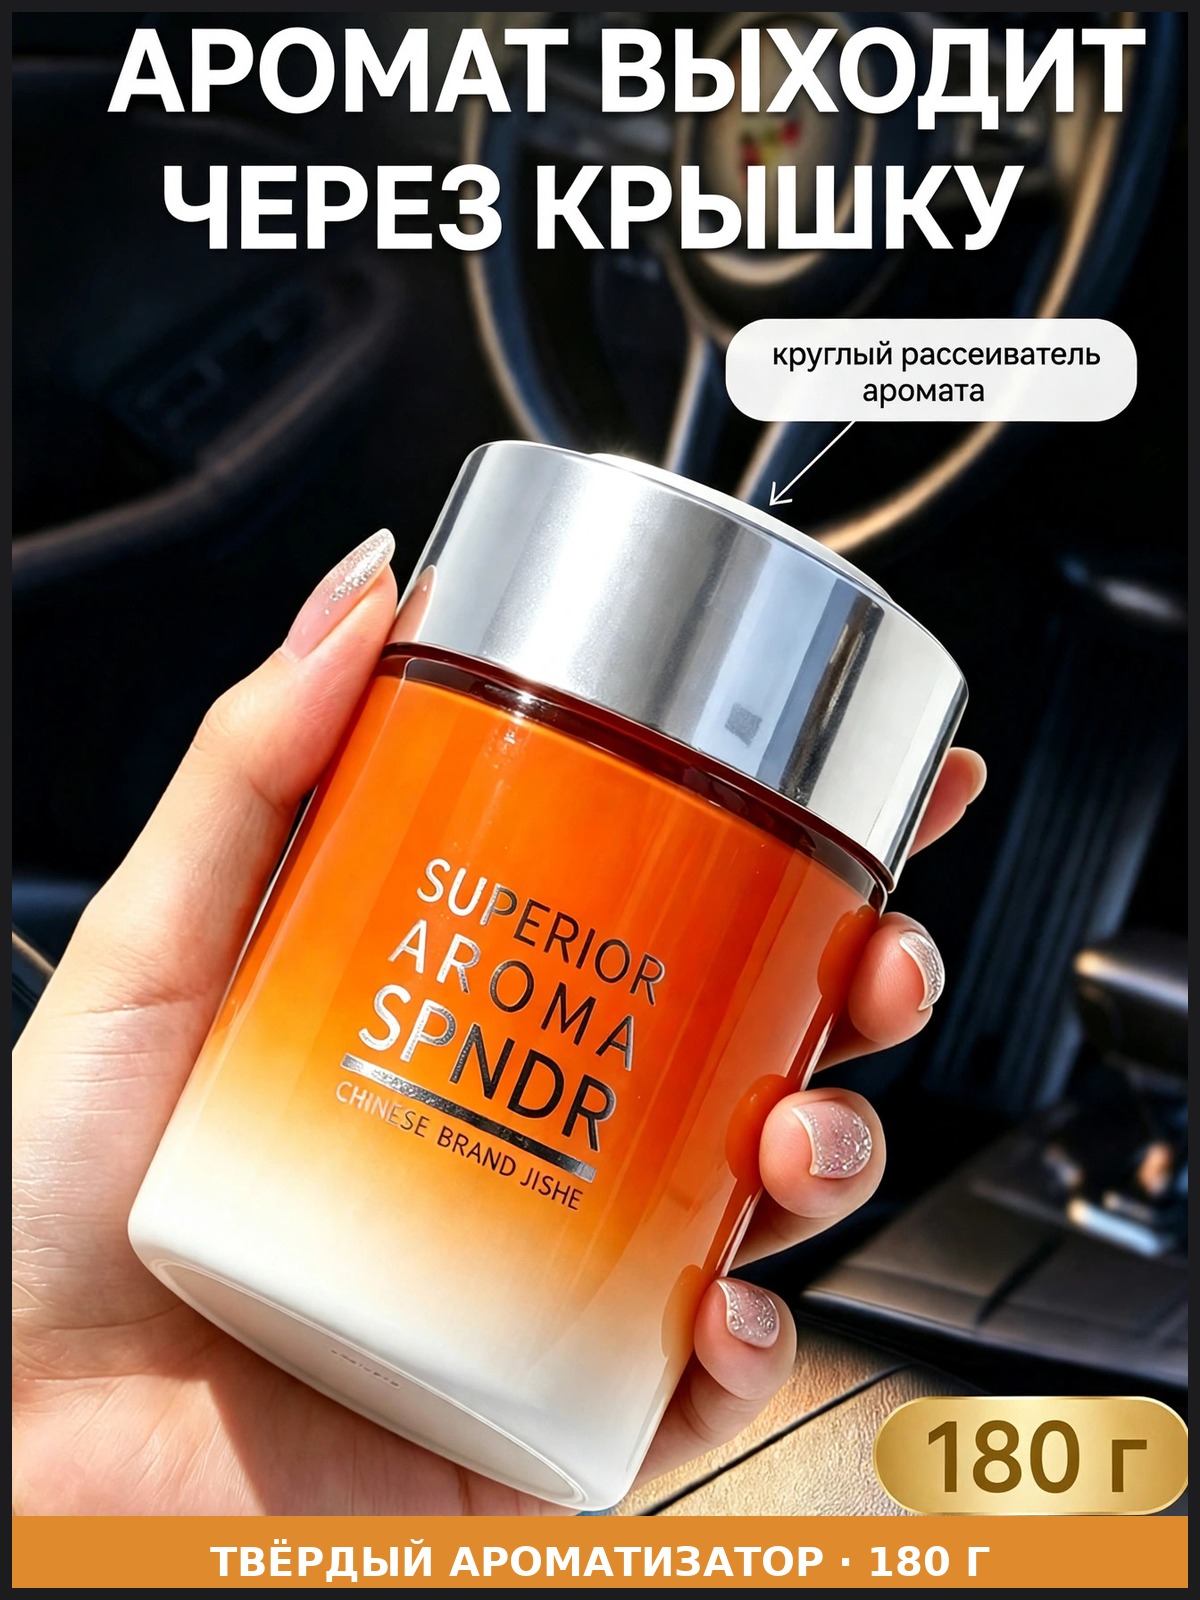 АРОМАТ ВЫХОДИТ
ЧЕРЕЗ КРЫШКУ
круглый рассеиватель
аромата
SUPERIOR
AROMA
SPNDR
CHINESE BRAND JISHE
180 г
ТВЁРДЫЙ АРОМАТИЗАТОР · 180 Г